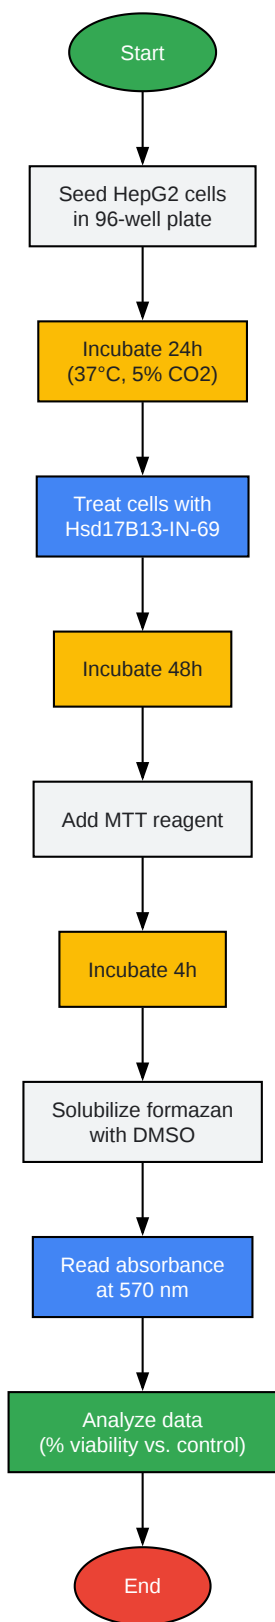 Start
Seed HepG2 cells
in 96-well plate
Incubate 24h
(37°C, 5% CO2)
Treat cells with
Hsd17B13-IN-69
Incubate 48h
Add MTT reagent
Incubate 4h
Solubilize formazan
with DMSO
Read absorbance
at 570 nm
Analyze data
(% viability vs. control)
End